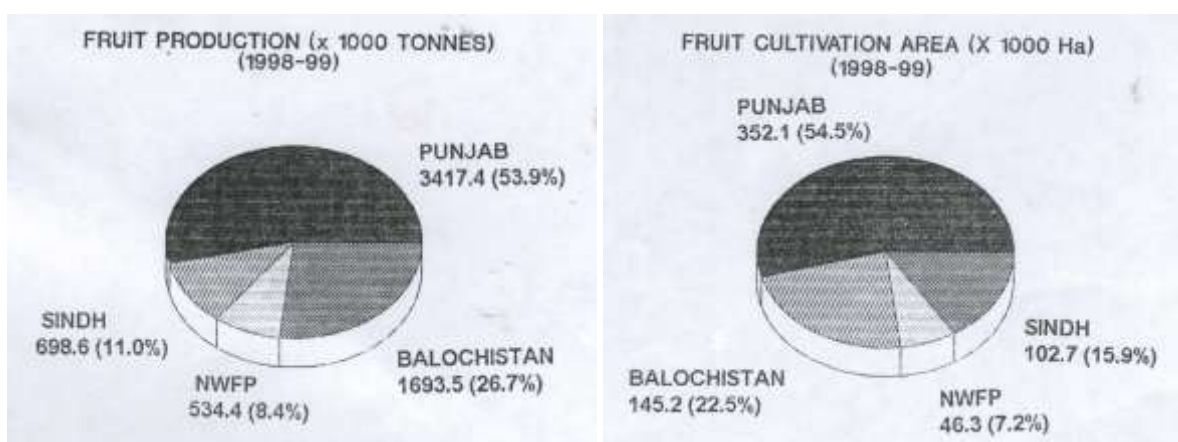 FRUIT PRODUCTION (x 1000 TONNES)
(1998-99)
PUNJAB
3417.4 (53.9%)
SINDH
698.6 (11.0%)
NWFP
534.4 (8.4%)
BALOCHISTAN
1693.5 (26.7%)
FRUIT CULTIVATION AREA (X 1000 Ha)
(1998-99)
PUNJAB
352.1 (54.5%)
SINDH
102.7 (15.9%)
BALOCHISTAN
145.2 (22.5%)
NWFP
46.3 (7.2%)